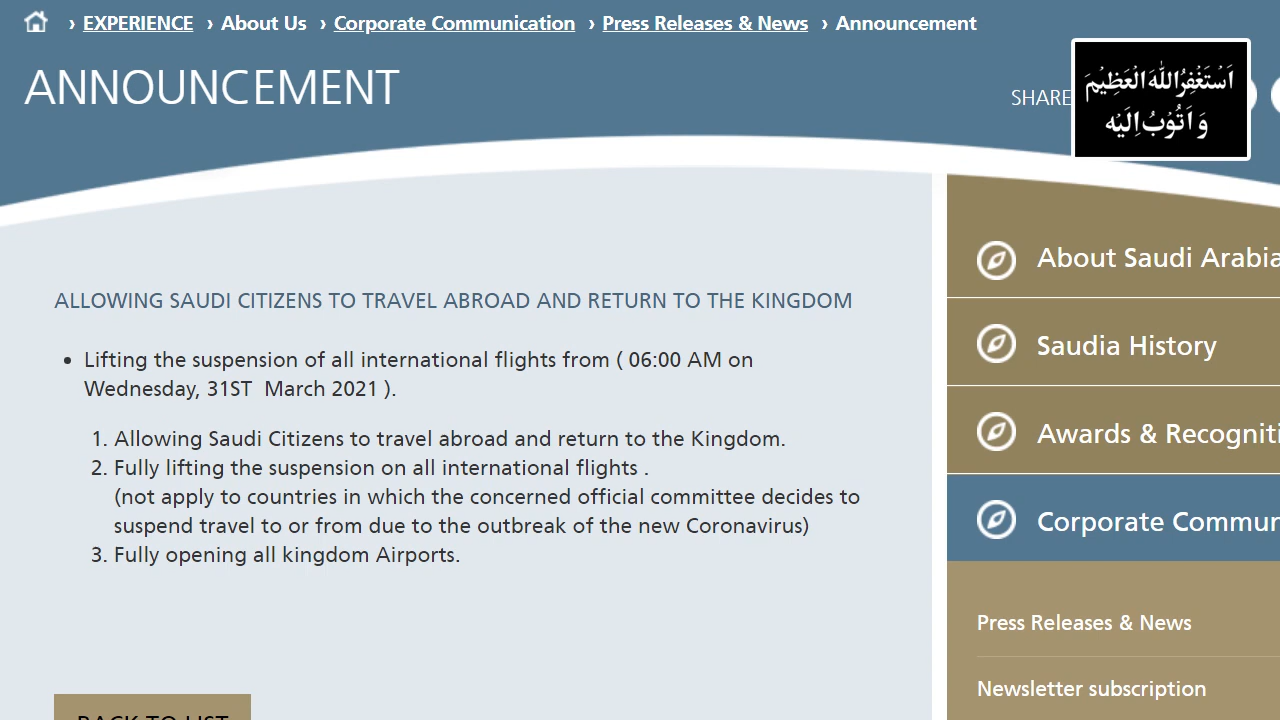 › EXPERIENCE › About Us › Corporate Communication › Press Releases & News › Announcement
ANNOUNCEMENT
SHARE
اَسْتَغْفِرُاللهَ الْعَظِيْمَ
وَ اَتُوْبُ اِلَيْه
ALLOWING SAUDI CITIZENS TO TRAVEL ABROAD AND RETURN TO THE KINGDOM
• Lifting the suspension of all international flights from ( 06:00 AM on
Wednesday, 31ST  March 2021 ).
1. Allowing Saudi Citizens to travel abroad and return to the Kingdom.
2. Fully lifting the suspension on all international flights .
(not apply to countries in which the concerned official committee decides to
suspend travel to or from due to the outbreak of the new Coronavirus)
3. Fully opening all kingdom Airports.
BACK TO LIST
About Saudi Arabia
Saudia History
Awards & Recogniti
Corporate Commun
Press Releases & News
Newsletter subscription